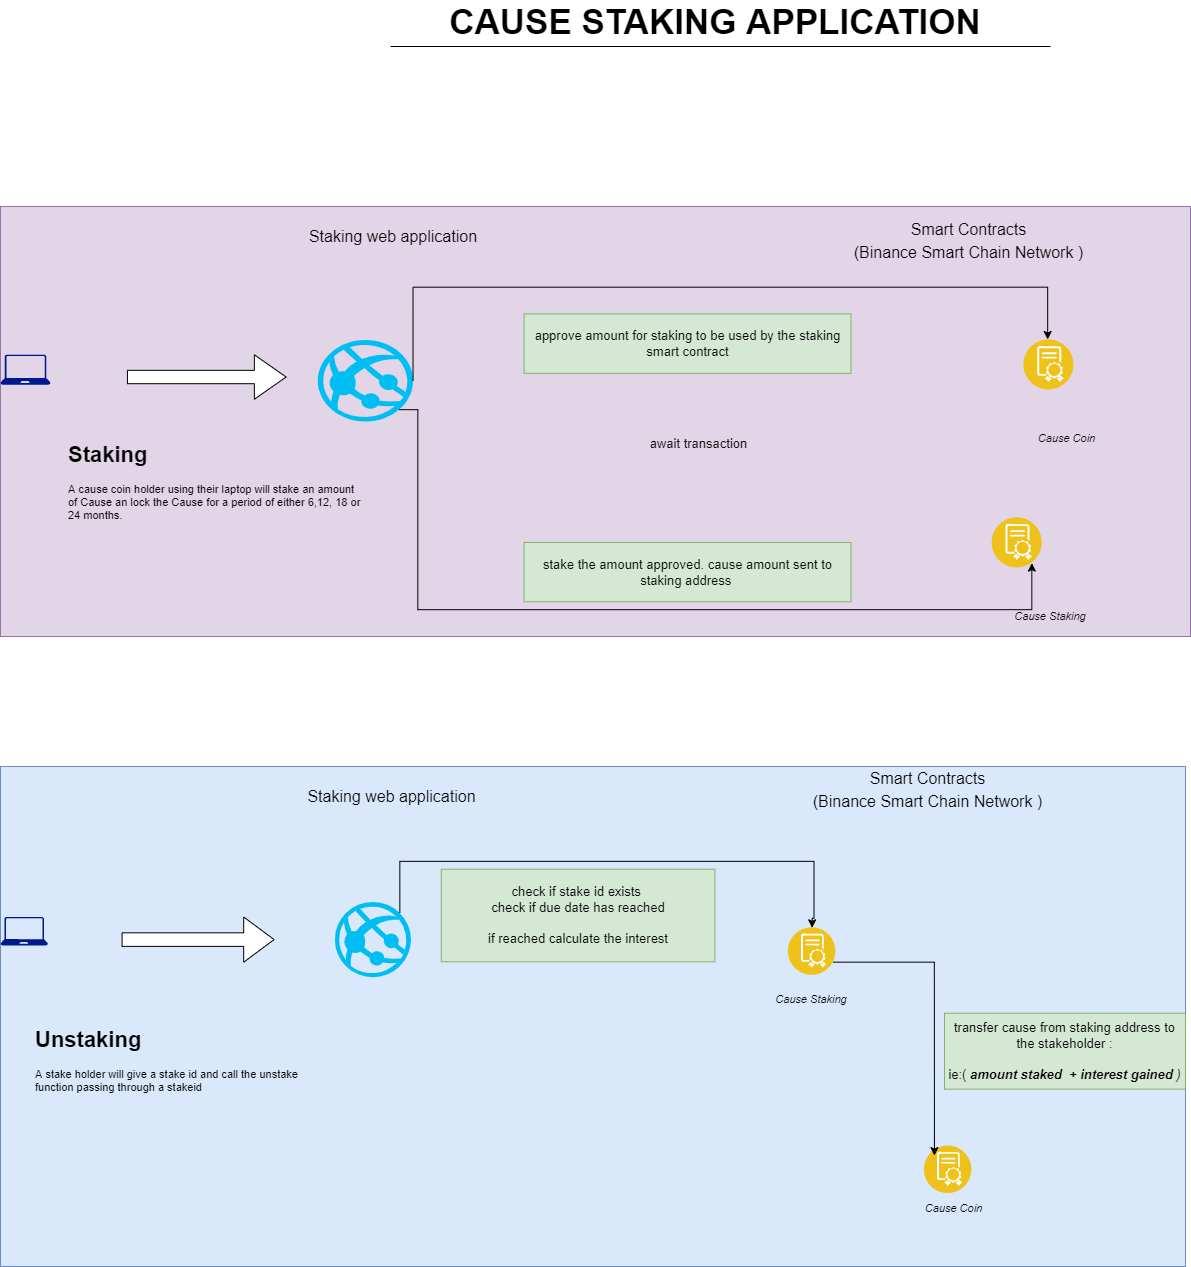 CAUSE STAKING APPLICATION
Staking web application
Smart Contracts
(Binance Smart Chain Network )
approve amount for staking to be used by the staking
smart contract
await transaction
Cause Coin
Staking
A cause coin holder using their laptop will stake an amount
of Cause an lock the Cause for a period of either 6,12, 18 or
24 months.
stake the amount approved. cause amount sent to
staking address
Cause Staking
Staking web application
Smart Contracts
(Binance Smart Chain Network )
check if stake id exists
check if due date has reached
if reached calculate the interest
Cause Staking
Unstaking
A stake holder will give a stake id and call the unstake
function passing through a stakeid
transfer cause from staking address to
the stakeholder :
ie:( amount staked + interest gained )
Cause Coin